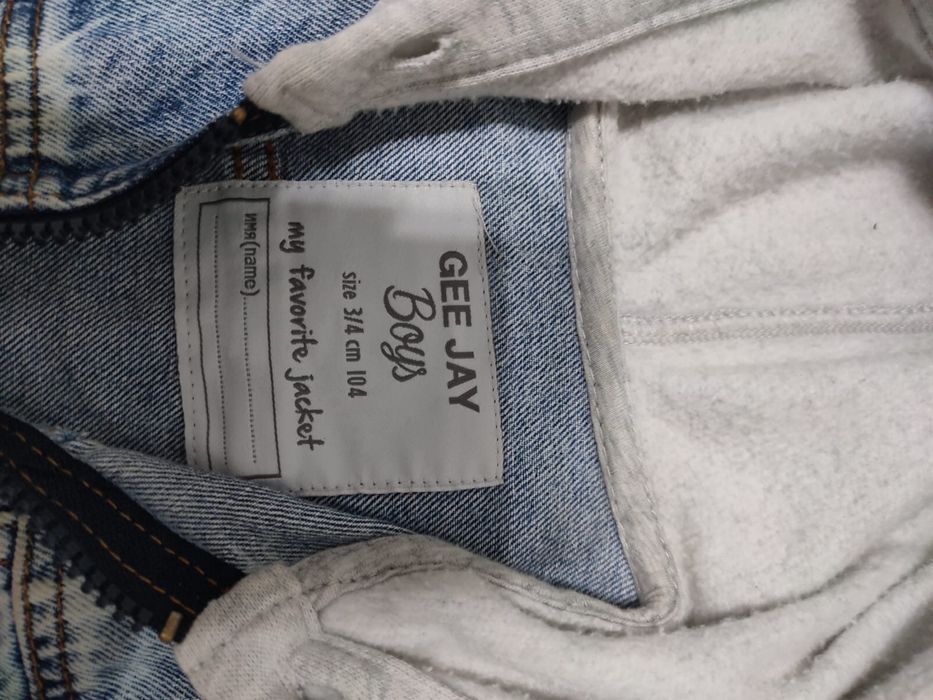 GEE JAY
Boys
size 3/4 cm 104
my favorite jacket
имя(name)